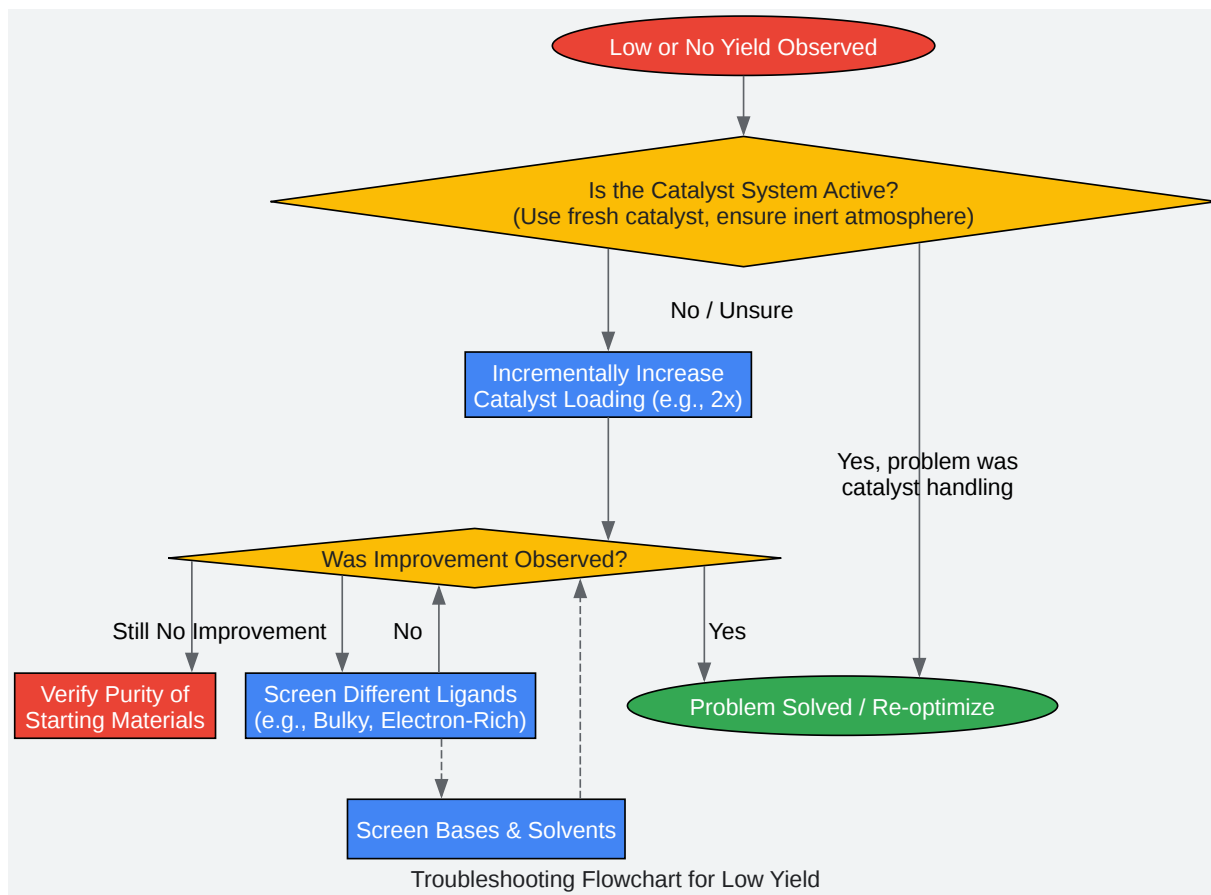 Low or No Yield Observed
Is the Catalyst System Active?
(Use fresh catalyst, ensure inert atmosphere)
No / Unsure
Incrementally Increase
Catalyst Loading (e.g., 2x)
Yes, problem was
catalyst handling
Was Improvement Observed?
Still No Improvement
No
Yes
Verify Purity of
Starting Materials
Screen Different Ligands
(e.g., Bulky, Electron-Rich)
Problem Solved / Re-optimize
Screen Bases & Solvents
Troubleshooting Flowchart for Low Yield